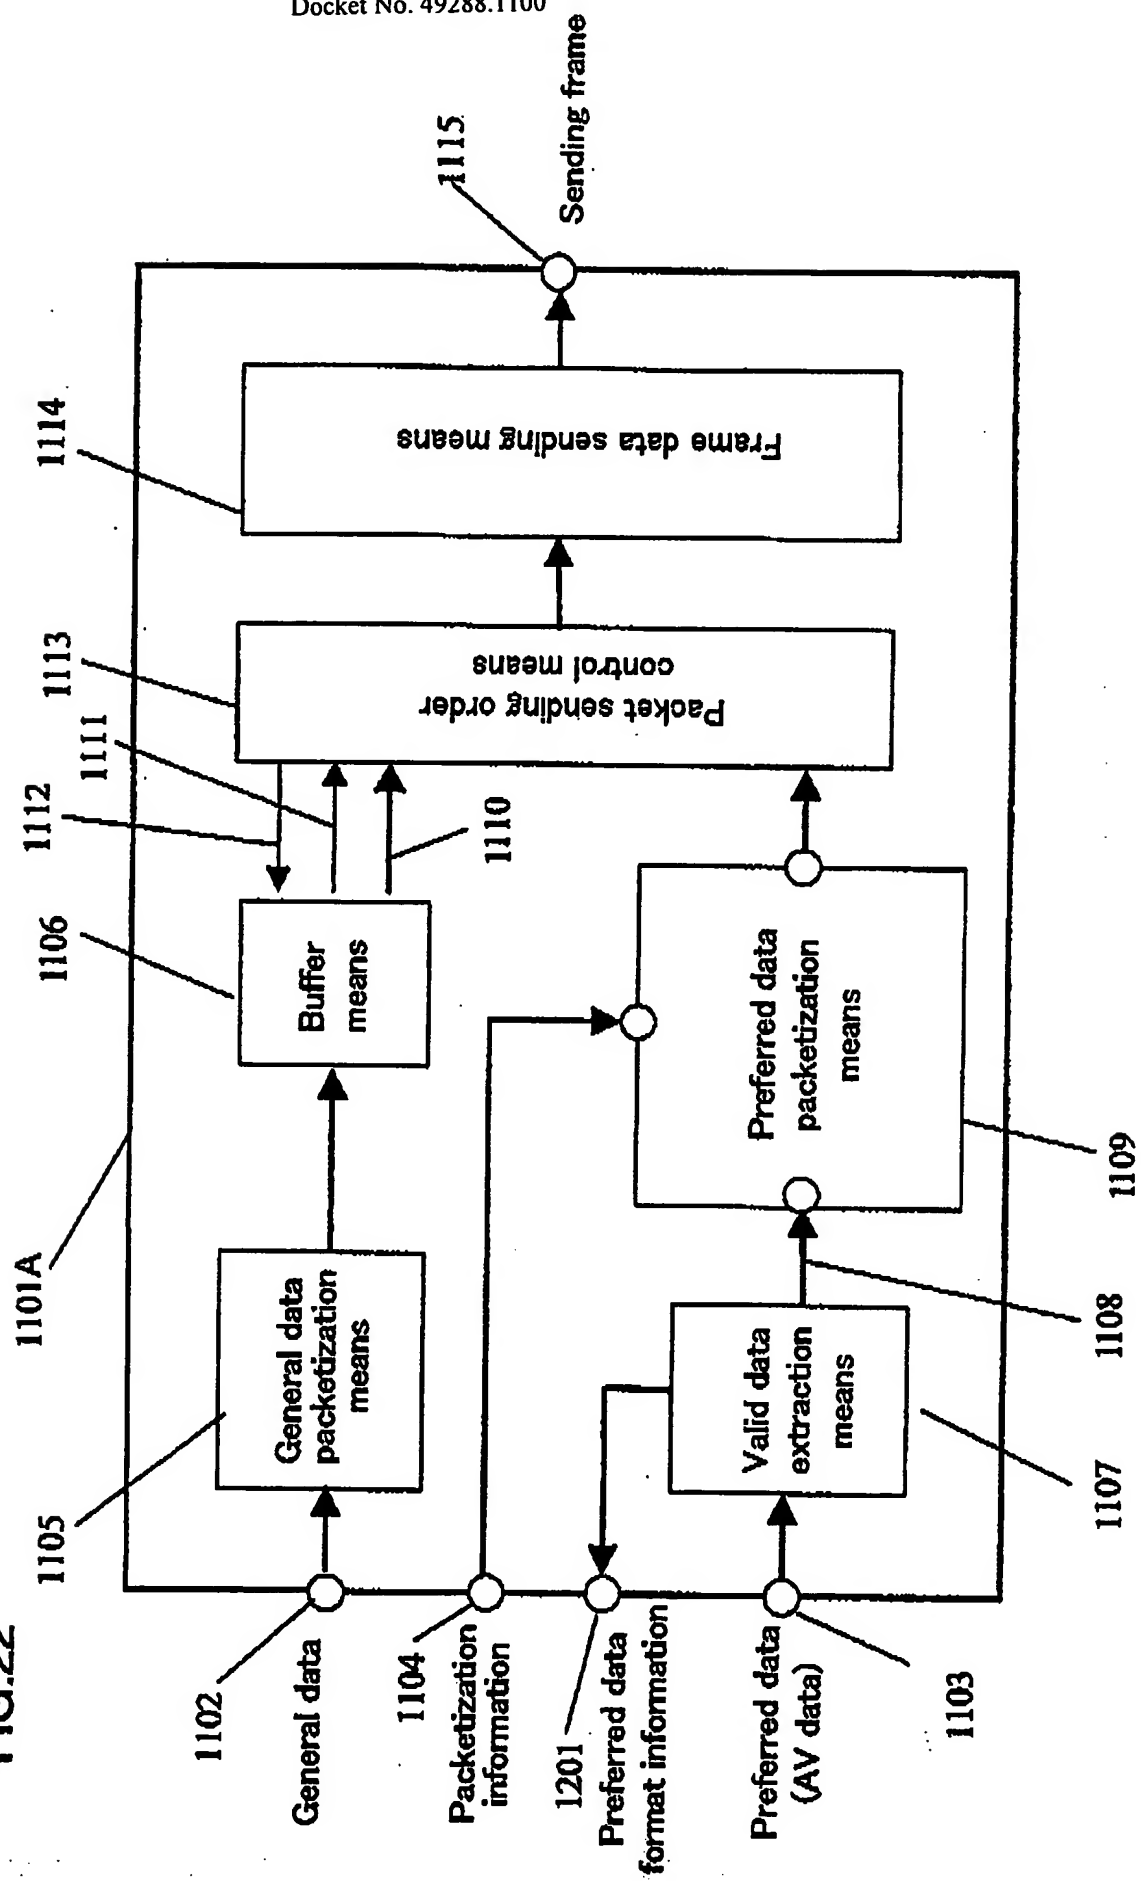 Docket No. 49288.1100
FIG.22
1101A
1105
1106
1112
1111
1113
1114
1115
Sending frame
1102
General data
General data
packetization
means
Buffer
means
1110
Packet sending order
control means
Frame data sending means
1104
Packetization
information
1201
Preferred data
format information
Preferred data
(AV data)
1103
Valid data
extraction
means
1107
1108
Preferred data
packetization
means
1109